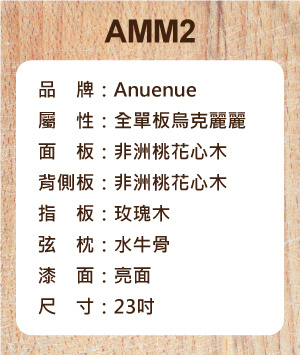 AMM2
品　牌：Anuenue
屬　性：全單板烏克麗麗
面　板：非洲桃花心木
背側板：非洲桃花心木
指　板：玫瑰木
弦　枕：水牛骨
漆　面：亮面
尺　寸：23吋